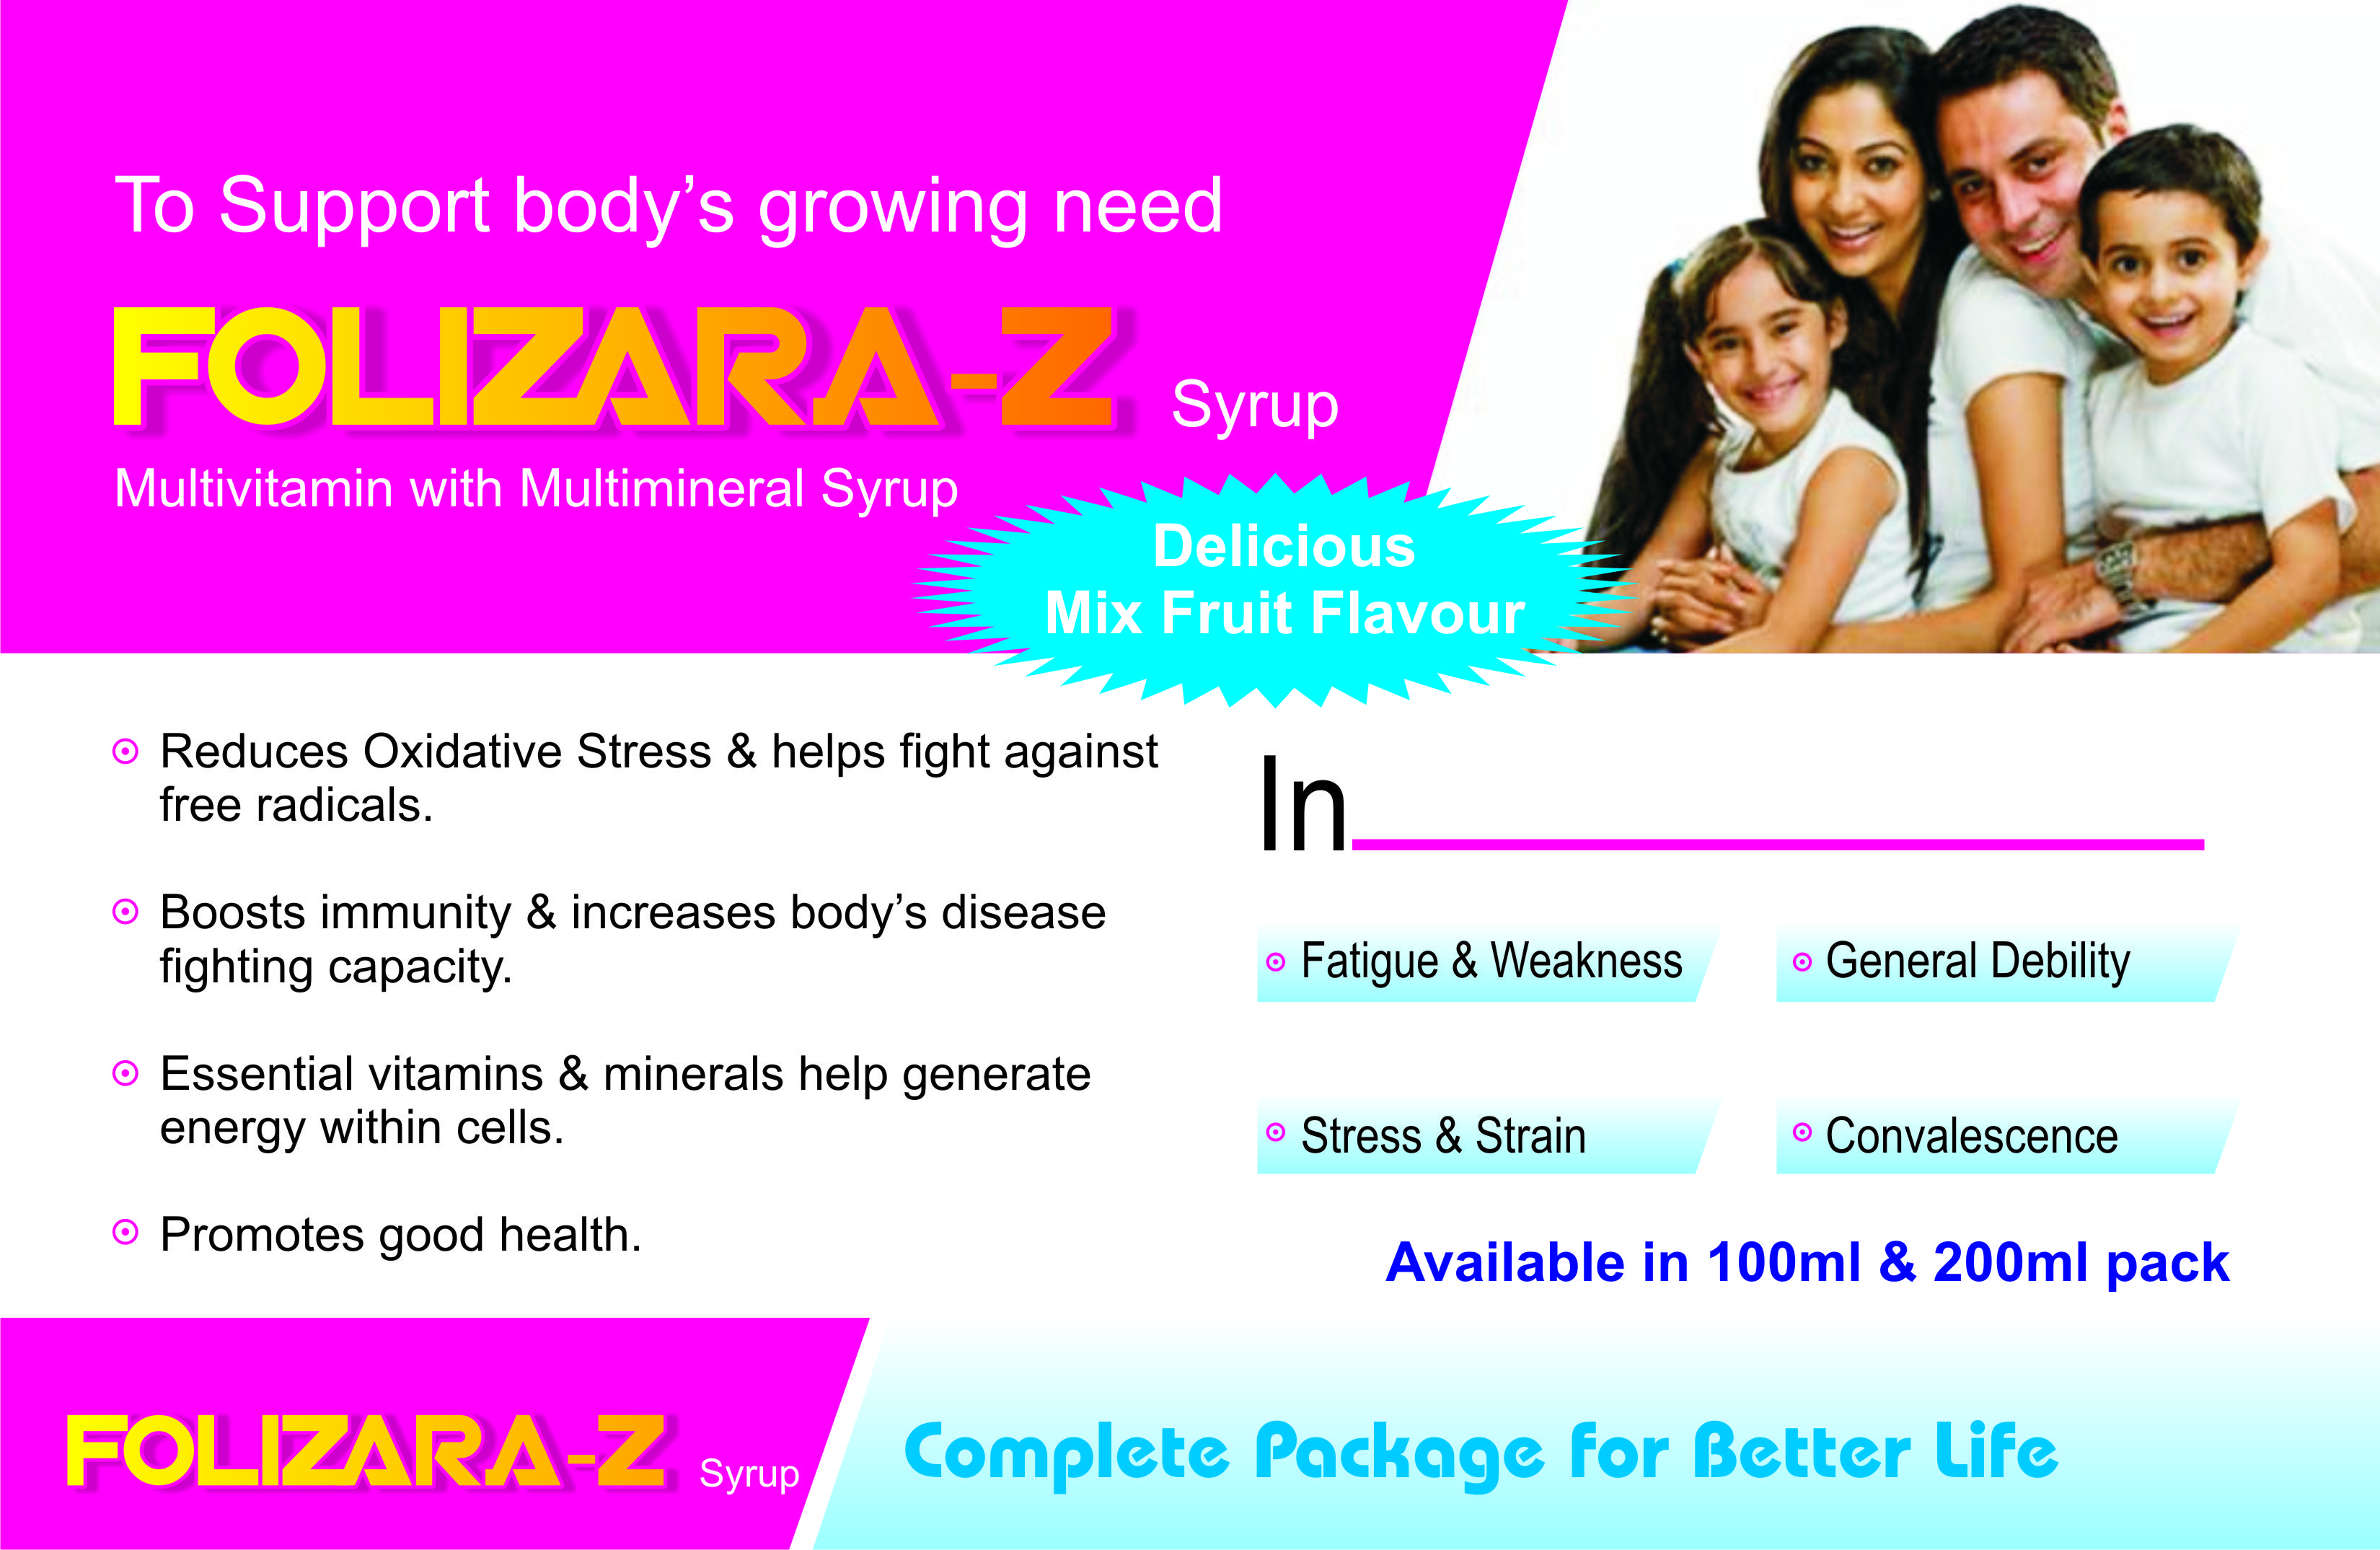 To Support body’s growing need
FOLIZARA-Z Syrup
Multivitamin with Multimineral Syrup
Delicious
Mix Fruit Flavour
Reduces Oxidative Stress & helps fight against
free radicals.
Boosts immunity & increases body’s disease
fighting capacity.
Essential vitamins & minerals help generate
energy within cells.
Promotes good health.
In
Fatigue & Weakness
General Debility
Stress & Strain
Convalescence
Available in 100ml & 200ml pack
FOLIZARA-Z Syrup
Complete Package for Better Life